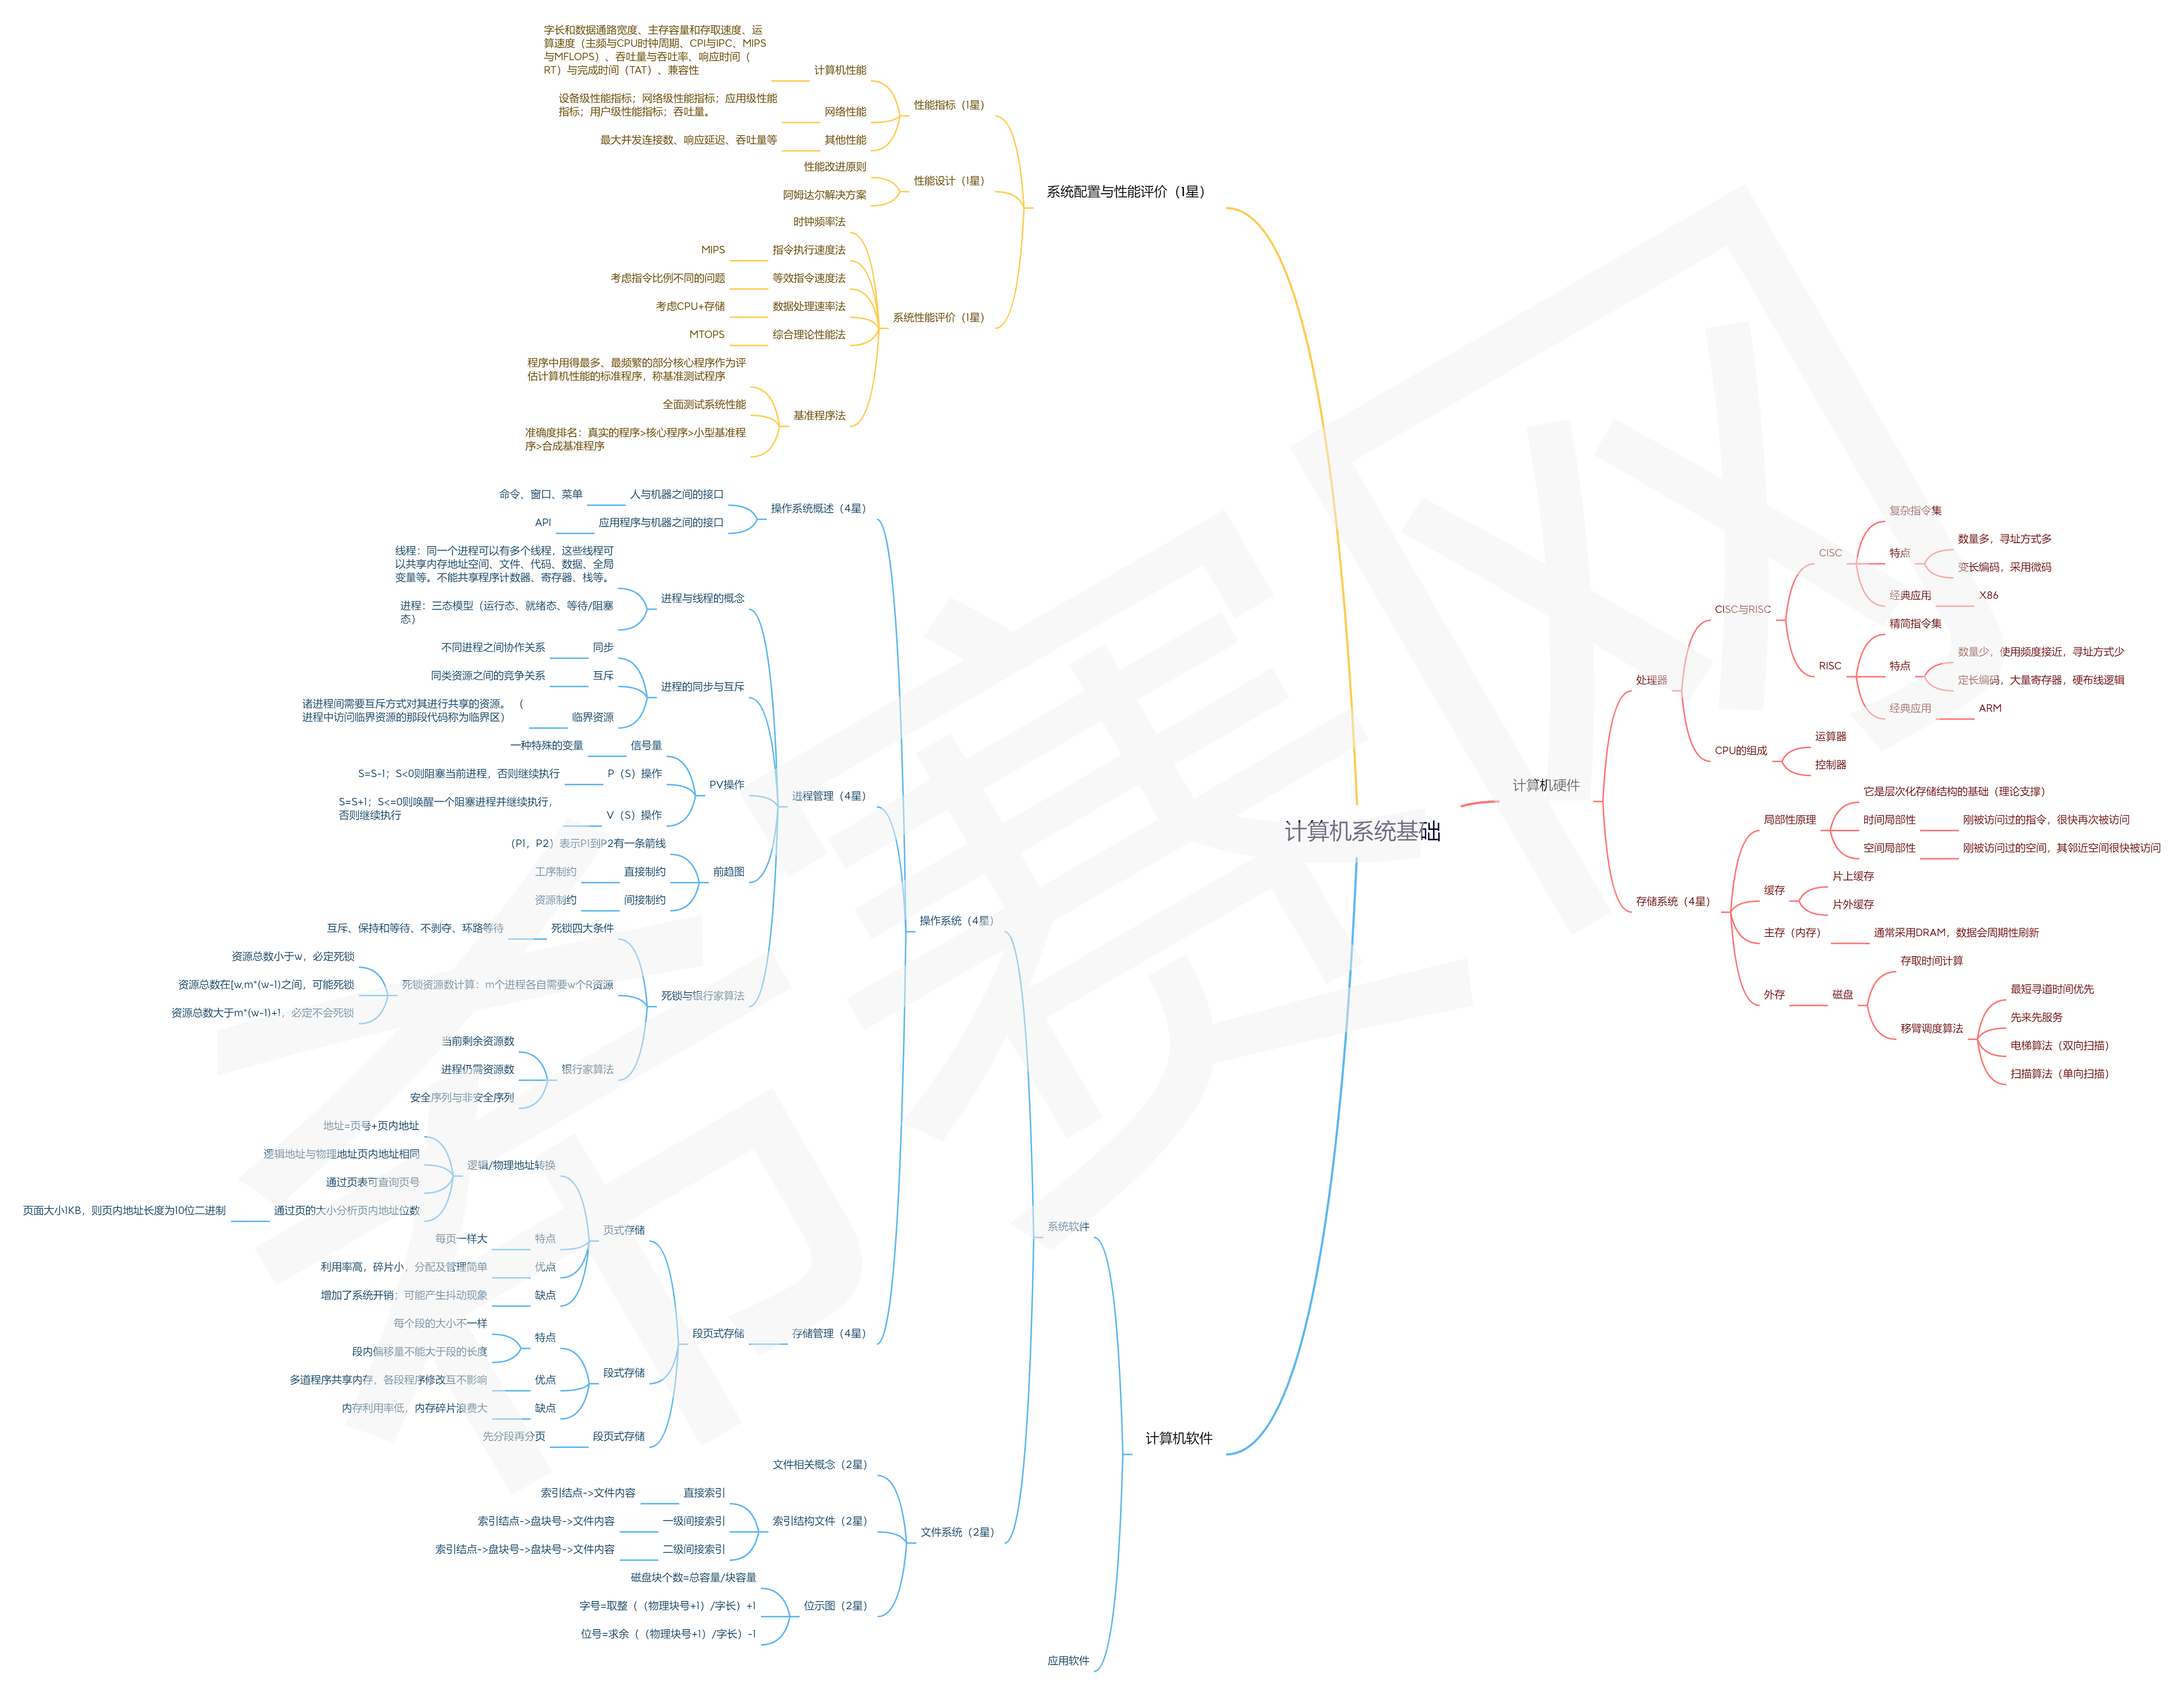 计算机系统基础
系统配置与性能评价（1星）
性能指标（1星）
计算机性能
字长和数据通路宽度、主存容量和存取速度、运
算速度（主频与CPU时钟周期、CPI与IPC、MIPS
与MFLOPS）、吞吐量与吞吐率、响应时间（
RT）与完成时间（TAT）、兼容性
网络性能
设备级性能指标；网络级性能指标；应用级性能
指标；用户级性能指标；吞吐量。
其他性能
最大并发连接数、响应延迟、吞吐量等
性能设计（1星）
性能改进原则
阿姆达尔解决方案
系统性能评价（1星）
时钟频率法
指令执行速度法
MIPS
等效指令速度法
考虑指令比例不同的问题
数据处理速率法
考虑CPU+存储
综合理论性能法
MTOPS
基准程序法
程序中用得最多、最频繁的部分核心程序作为评
估计算机性能的标准程序，称基准测试程序
全面测试系统性能
准确度排名：真实的程序>核心程序>小型基准程
序>合成基准程序
计算机硬件
处理器
CISC与RISC
CISC
复杂指令集
特点
数量多，寻址方式多
变长编码，采用微码
经典应用
X86
RISC
精简指令集
特点
数量少，使用频度接近，寻址方式少
定长编码，大量寄存器，硬布线逻辑
经典应用
ARM
CPU的组成
运算器
控制器
存储系统（4星）
局部性原理
它是层次化存储结构的基础（理论支撑）
时间局部性
刚被访问过的指令，很快再次被访问
空间局部性
刚被访问过的空间，其邻近空间很快被访问
缓存
片上缓存
片外缓存
主存（内存）
通常采用DRAM，数据会周期性刷新
外存
磁盘
存取时间计算
移臂调度算法
最短寻道时间优先
先来先服务
电梯算法（双向扫描）
扫描算法（单向扫描）
计算机软件
系统软件
操作系统（4星）
操作系统概述（4星）
人与机器之间的接口
命令、窗口、菜单
应用程序与机器之间的接口
API
进程管理（4星）
进程与线程的概念
线程：同一个进程可以有多个线程，这些线程可
以共享内存地址空间、文件、代码、数据、全局
变量等。不能共享程序计数器、寄存器、栈等。
进程：三态模型（运行态、就绪态、等待/阻塞
态）
进程的同步与互斥
同步
不同进程之间协作关系
互斥
同类资源之间的竞争关系
临界资源
诸进程间需要互斥方式对其进行共享的资源。 （
进程中访问临界资源的那段代码称为临界区）
PV操作
信号量
一种特殊的变量
P（S）操作
S=S-1；S<0则阻塞当前进程，否则继续执行
V（S）操作
S=S+1；S<=0则唤醒一个阻塞进程并继续执行，
否则继续执行
前趋图
（P1，P2）表示P1到P2有一条箭线
直接制约
工序制约
间接制约
资源制约
死锁与银行家算法
死锁四大条件
互斥、保持和等待、不剥夺、环路等待
死锁资源数计算：m个进程各自需要w个R资源
资源总数小于w，必定死锁
资源总数在[w,m*(w-1)之间，可能死锁
资源总数大于m*(w-1)+1，必定不会死锁
银行家算法
当前剩余资源数
进程仍需资源数
安全序列与非安全序列
存储管理（4星）
段页式存储
页式存储
逻辑/物理地址转换
地址=页号+页内地址
逻辑地址与物理地址页内地址相同
通过页表可查询页号
通过页的大小分析页内地址位数
页面大小1KB，则页内地址长度为10位二进制
特点
每页一样大
优点
利用率高，碎片小，分配及管理简单
缺点
增加了系统开销；可能产生抖动现象
段式存储
特点
每个段的大小不一样
段内偏移量不能大于段的长度
优点
多道程序共享内存，各段程序修改互不影响
缺点
内存利用率低，内存碎片浪费大
段页式存储
先分段再分页
文件系统（2星）
文件相关概念（2星）
索引结构文件（2星）
直接索引
索引结点->文件内容
一级间接索引
索引结点->盘块号->文件内容
二级间接索引
索引结点->盘块号->盘块号->文件内容
位示图（2星）
磁盘块个数=总容量/块容量
字号=取整（（物理块号+1）/字长）+1
位号=求余（（物理块号+1）/字长）-1
应用软件
希赛网